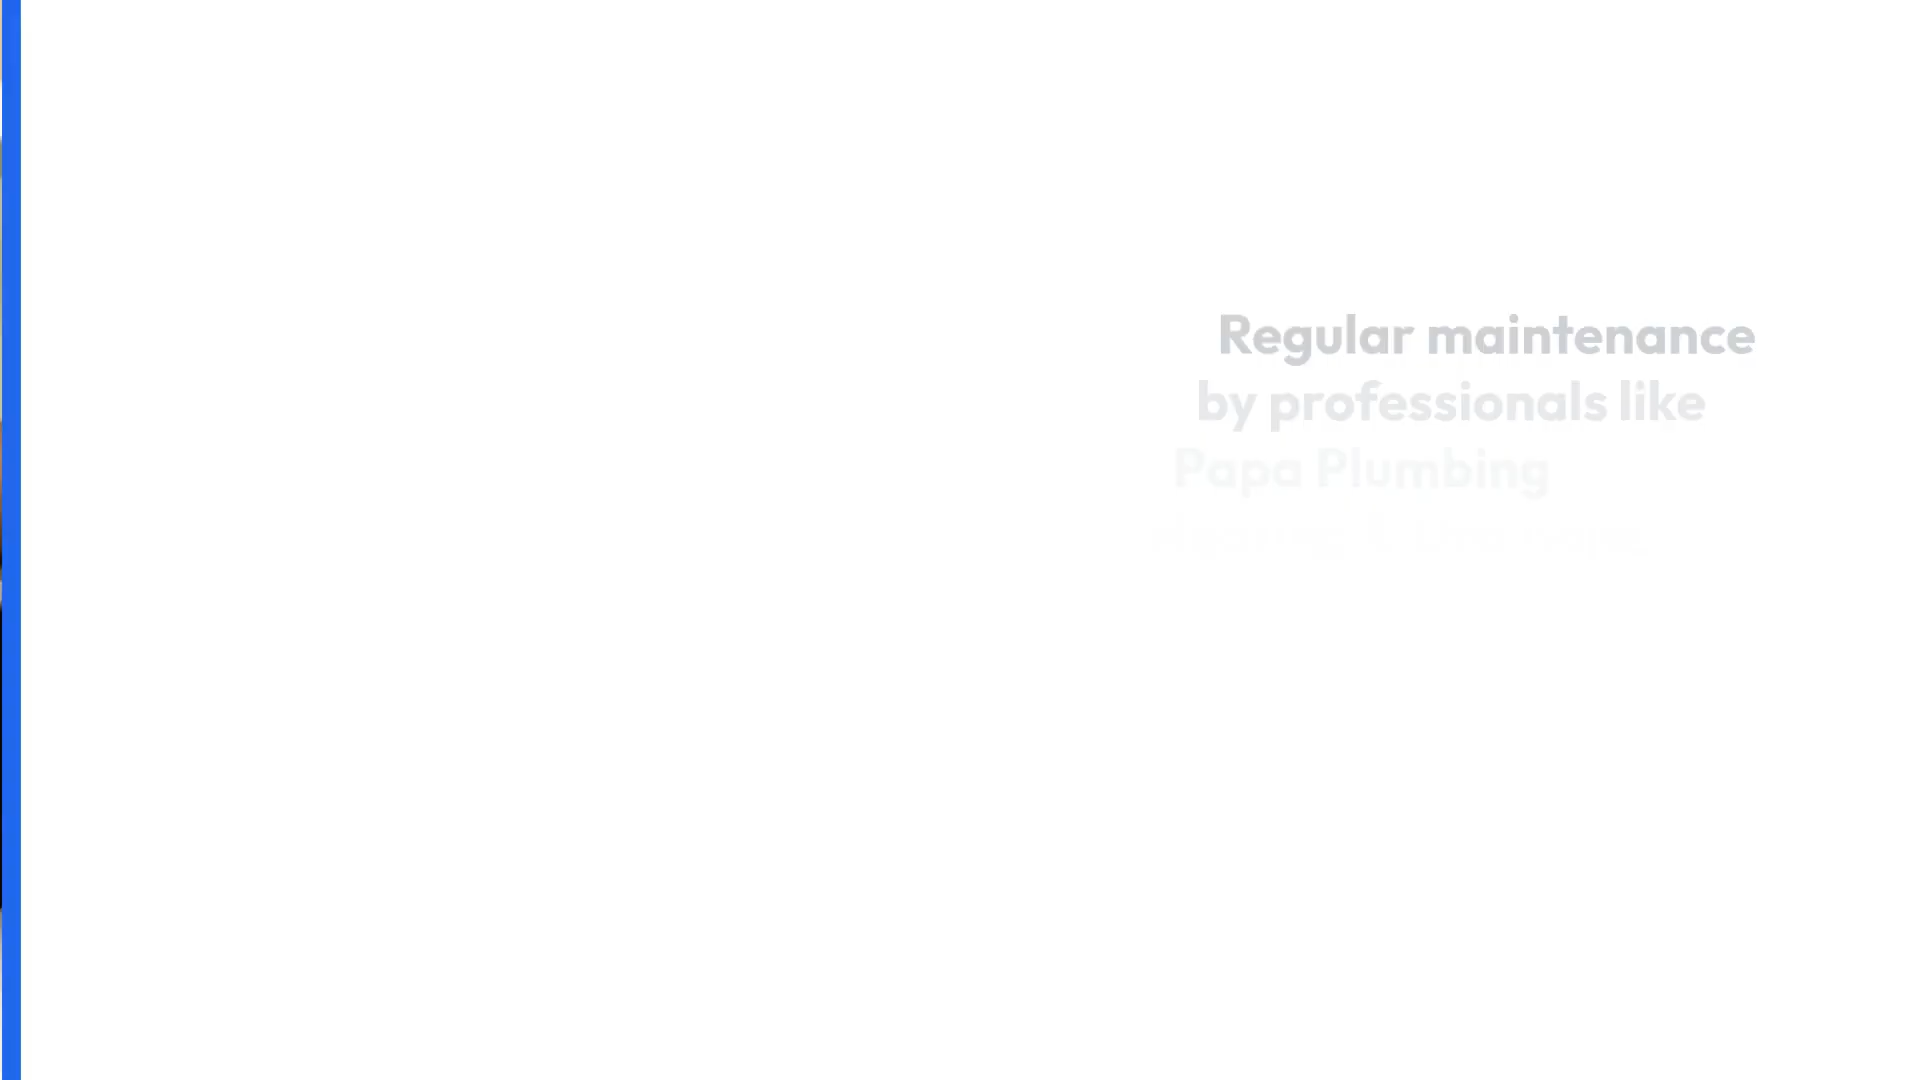 Regular maintenance
by professionals like
Papa Plumbing